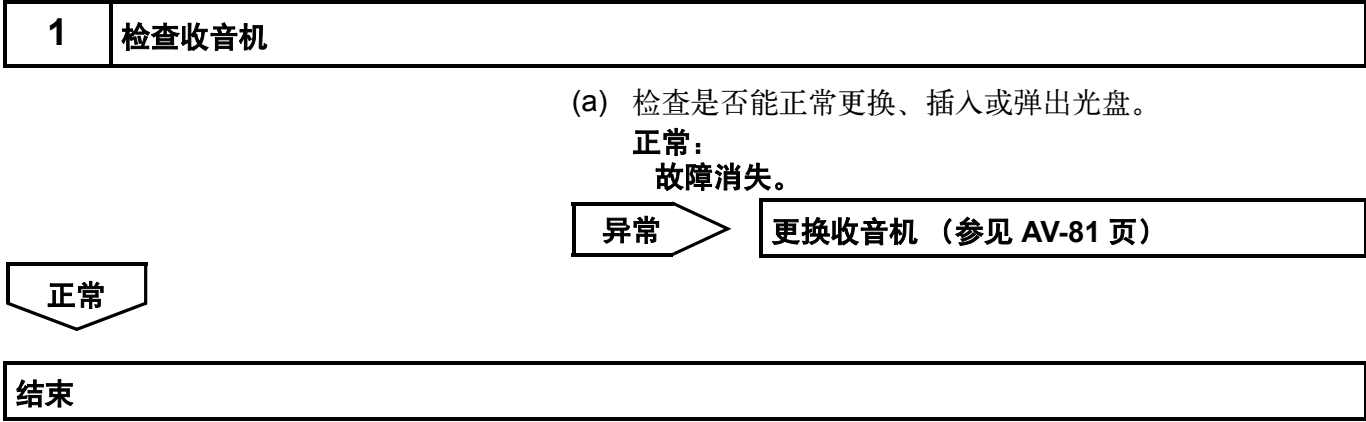 1 检查收音机
(a) 检查是否能正常更换、插入或弹出光盘。
正常：
故障消失。
异常 更换收音机 （参见 AV-81 页）
正常
结束